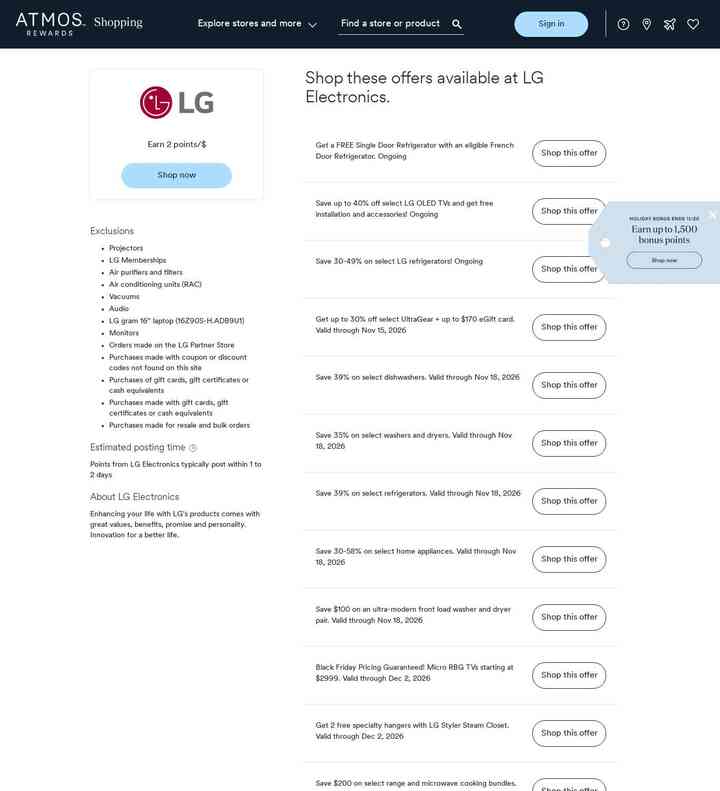 ATMOS™ Shopping
REWARDS
Explore stores and more
Find a store or product
Sign in
LG
Earn 2 points/$
Shop now
Exclusions
Projectors
LG Memberships
Air purifiers and filters
Air conditioning units (RAC)
Vacuums
Audio
LG gram 16" laptop (16Z90S-H.ADB9U1)
Monitors
Orders made on the LG Partner Store
Purchases made with coupon or discount
codes not found on this site
Purchases of gift cards, gift certificates or
cash equivalents
Purchases made with gift cards, gift
certificates or cash equivalents
Purchases made for resale and bulk orders
Estimated posting time
Points from LG Electronics typically post within 1 to
2 days
About LG Electronics
Enhancing your life with LG's products comes with
great values, benefits, promise and personality.
Innovation for a better life.
Shop these offers available at LG
Electronics.
Get a FREE Single Door Refrigerator with an eligible French
Door Refrigerator. Ongoing
Shop this offer
Save up to 40% off select LG OLED TVs and get free
installation and accessories! Ongoing
Shop this offer
Save 30-49% on select LG refrigerators! Ongoing
Shop this offer
Get up to 30% off select UltraGear + up to $170 eGift card.
Valid through Nov 15, 2026
Shop this offer
Save 39% on select dishwashers. Valid through Nov 18, 2026
Shop this offer
Save 35% on select washers and dryers. Valid through Nov
18, 2026
Shop this offer
Save 39% on select refrigerators. Valid through Nov 18, 2026
Shop this offer
Save 30-58% on select home appliances. Valid through Nov
18, 2026
Shop this offer
Save $100 on an ultra-modern front load washer and dryer
pair. Valid through Nov 18, 2026
Shop this offer
Black Friday Pricing Guaranteed! Micro RBG TVs starting at
$2999. Valid through Dec 2, 2026
Shop this offer
Get 2 free specialty hangers with LG Styler Steam Closet.
Valid through Dec 2, 2026
Shop this offer
Save $200 on select range and microwave cooking bundles.
Shop this offer
HOLIDAY BONUS ENDS 11/20
Earn up to 1,500
bonus points
Shop now